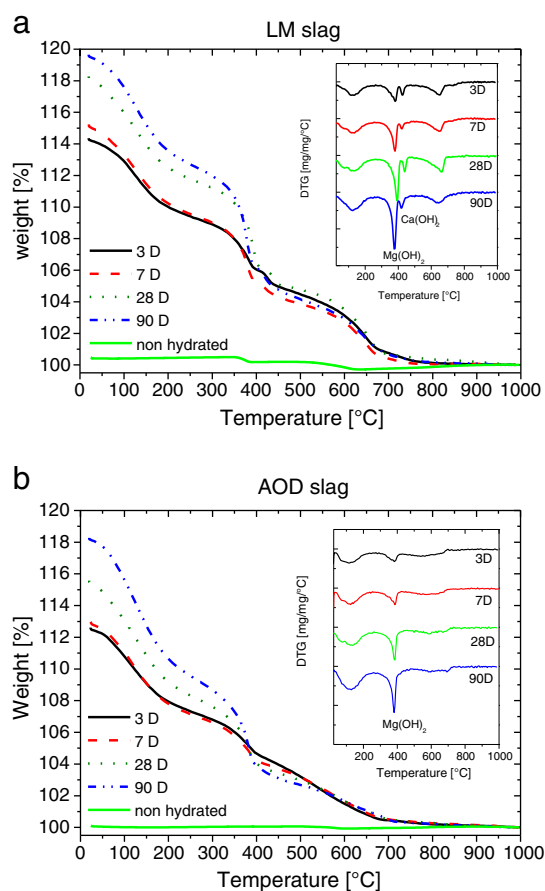 a
LM slag
120
118
116
114
112
110
108
106
104
102
100
weight [%]
3 D
7 D
28 D
90 D
non hydrated
0 100 200 300 400 500 600 700 800 900 1000
Temperature [°C]
DTG [mg/mg/°C]
3D
7D
28D
90D
Ca(OH)2
Mg(OH)2
200 400 600 800 1000
Temperature [°C]
b
AOD slag
120
118
116
114
112
110
108
106
104
102
100
Weight [%]
3 D
7 D
28 D
90 D
non hydrated
0 100 200 300 400 500 600 700 800 900 1000
Temperature [°C]
DTG [mg/mg/°C]
3D
7D
28D
90D
Mg(OH)2
200 400 600 800 1000
Temperature [°C]